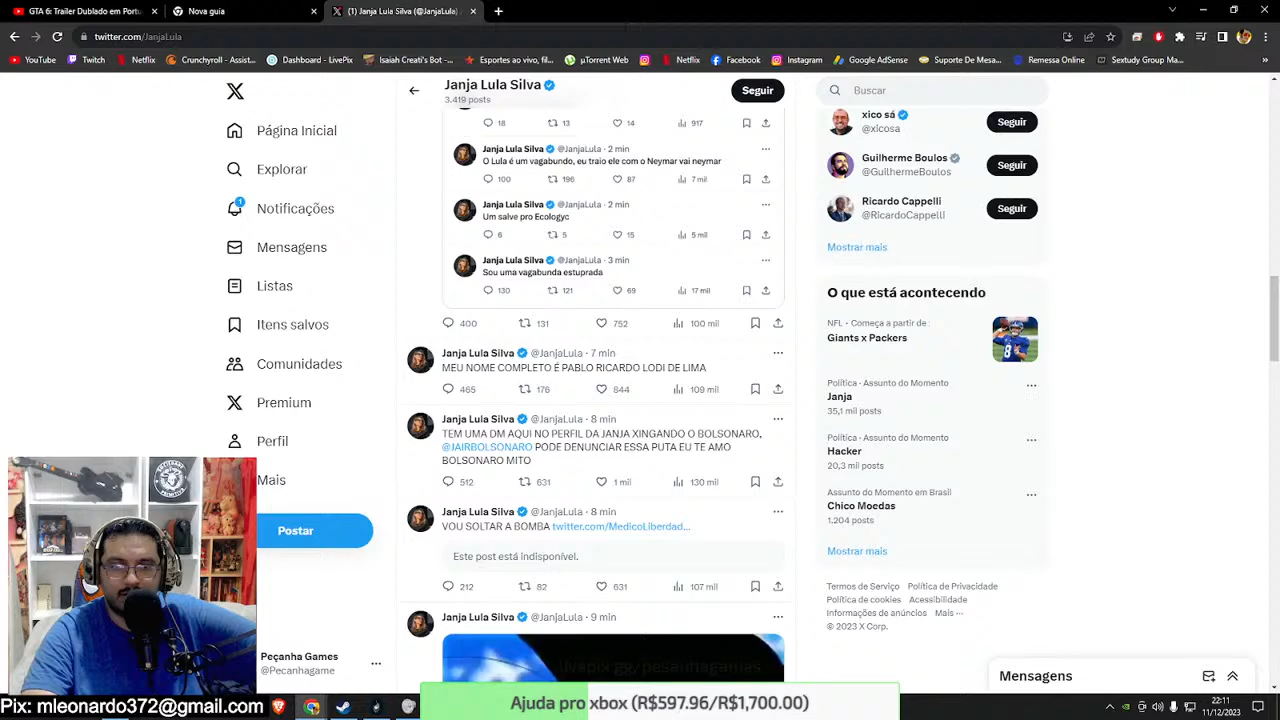 GTA 6: Trailer Dublado em Portu
Nova guia
(1) Janja Lula Silva (@JanjaLula)
twitter.com/JanjaLula
YouTube
Twitch
Netflix
Crunchyroll - Assist...
Dashboard - LivePix
Isaiah Creati's Bot -...
Esportes ao vivo, fil...
µTorrent Web
Instagram
Netflix
Facebook
Instagram
Google AdSense
Suporte De Mesa...
Remessa Online
Sextudy Group Ma...
Página Inicial
Explorar
1
Notificações
Mensagens
Listas
Itens salvos
Comunidades
Premium
Perfil
Mais
Postar
Peçanha Games
@Pecanhagame
Janja Lula Silva
3.419 posts
Seguir
18 13 14 917
Janja Lula Silva @JanjaLula · 2 min
O Lula é um vagabundo, eu traio ele com o Neymar vai neymar
100 196 87 7 mil
Janja Lula Silva @JanjaLula · 2 min
Um salve pro Ecologyc
6 5 15 5 mil
Janja Lula Silva @JanjaLula · 3 min
Sou uma vagabunda estuprada
130 121 69 17 mil
400 131 752 100 mil
Janja Lula Silva @JanjaLula · 7 min
MEU NOME COMPLETO É PABLO RICARDO LODI DE LIMA
465 176 844 109 mil
Janja Lula Silva @JanjaLula · 8 min
TEM UMA DM AQUI NO PERFIL DA JANJA XINGANDO O BOLSONARO,
@JAIRBOLSONARO PODE DENUNCIAR ESSA PUTA EU TE AMO
BOLSONARO MITO
512 631 1 mil 130 mil
Janja Lula Silva @JanjaLula · 8 min
VOU SOLTAR A BOMBA twitter.com/MedicoLiberdad...
Este post está indisponível.
212 82 631 107 mil
Janja Lula Silva @JanjaLula · 9 min
Buscar
xico sá
@xicosa
Seguir
Guilherme Boulos
@GuilhermeBoulos
Seguir
Ricardo Cappelli
@RicardoCappelli
Seguir
Mostrar mais
O que está acontecendo
NFL · Começa a partir de :
Giants x Packers
Política · Assunto do Momento
Janja
35,1 mil posts
Política · Assunto do Momento
Hacker
20,3 mil posts
Assunto do Momento em Brasil
Chico Moedas
1.204 posts
Mostrar mais
Termos de Serviço Política de Privacidade
Política de cookies Acessibilidade
Informações de anúncios Mais ···
© 2023 X Corp.
Mensagens
Pix: mleonardo372@gmail.com
Ajuda pro xbox (R$597.96/R$1,700.00)
22:11
11/12/2023